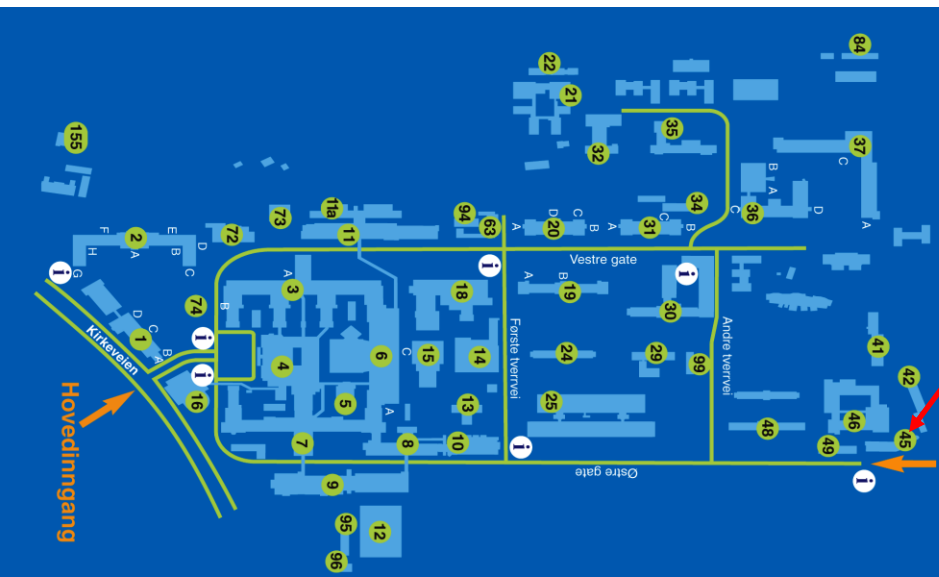 84
22
21
35
37
C
32
155
B
A
11a
34
A
36
D
C
C
73
94
63
D
C
20
B
A
31
B
A
F
2
E
D
72
11
A
B
H
A
C
Vestre gate
G
i
A
3
i
i
18
A
B
19
74
B
30
41
D
C
1
B
A
i
4
6
C
15
14
Første tverrvei
24
29
99
Andre tverrvei
42
Kirkeveien
i
16
5
A
13
25
48
46
45
Hovedinngang
7
8
10
i
49
Østre gate
9
i
95
12
96